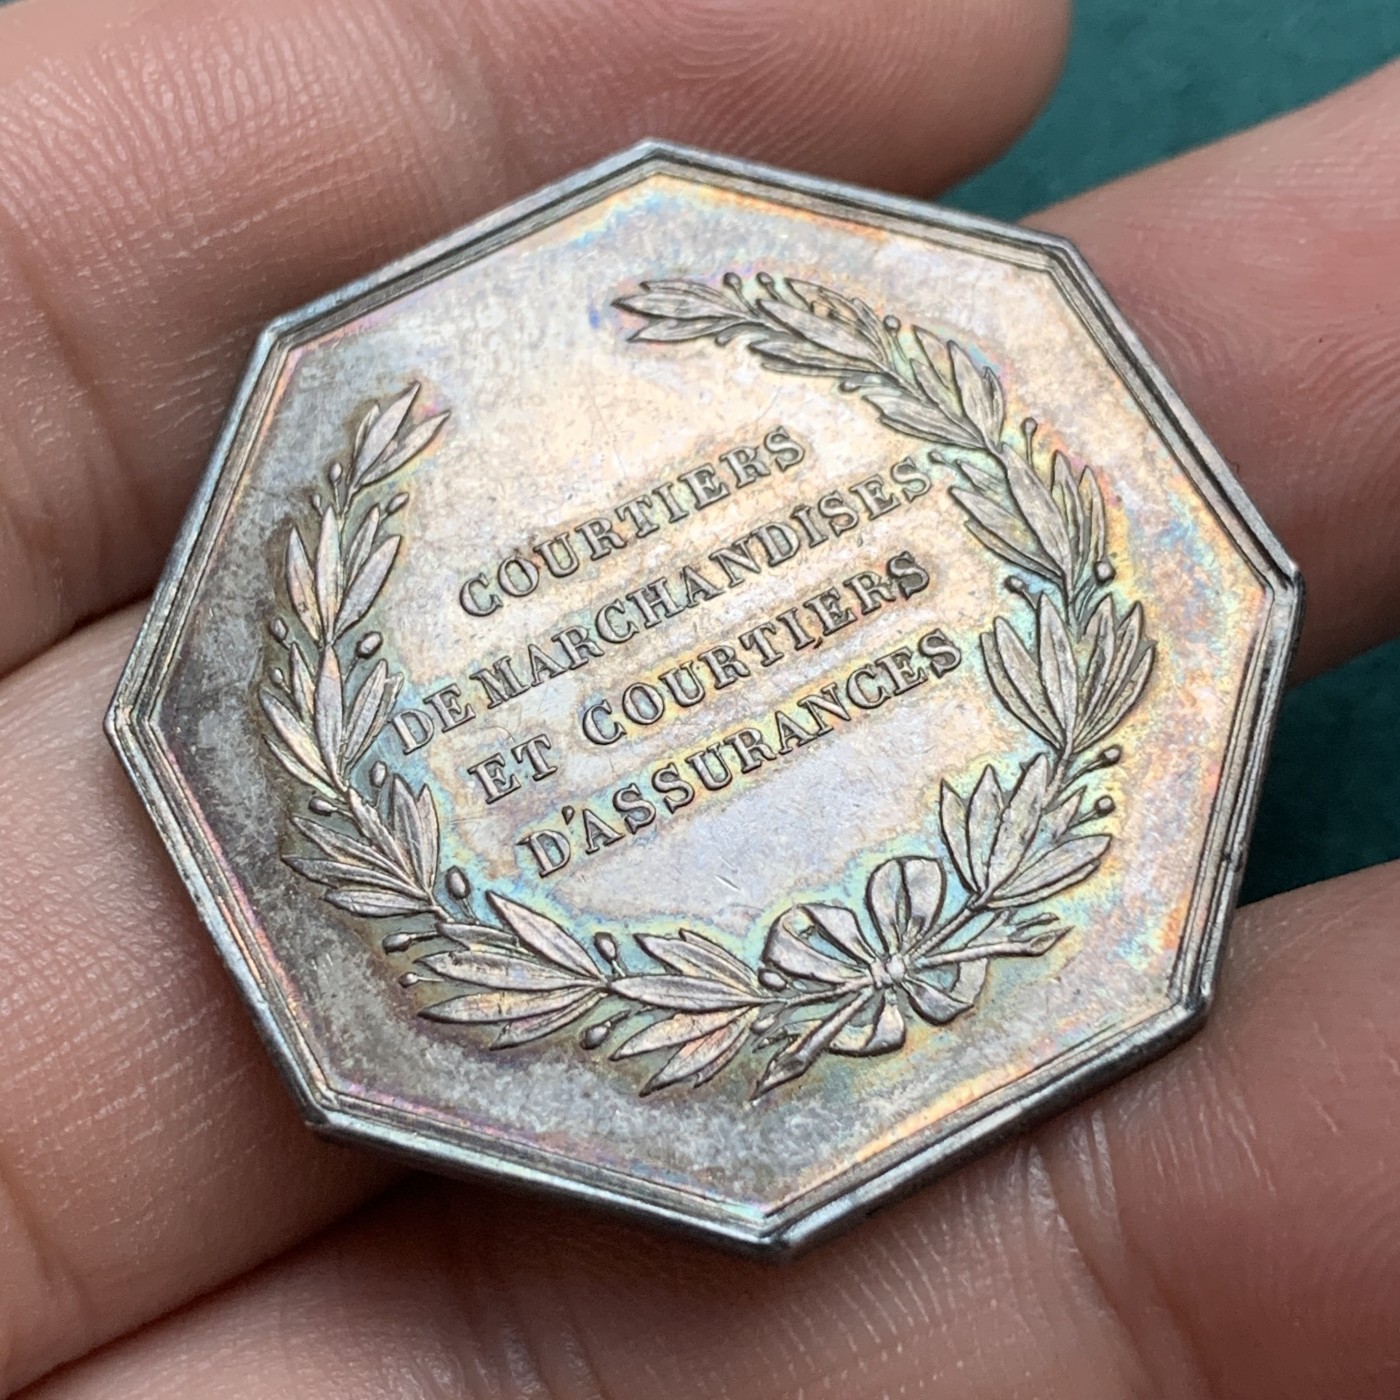 COURTIERS
DE MARCHANDISES
ET COURTIERS
D'ASSURANCES